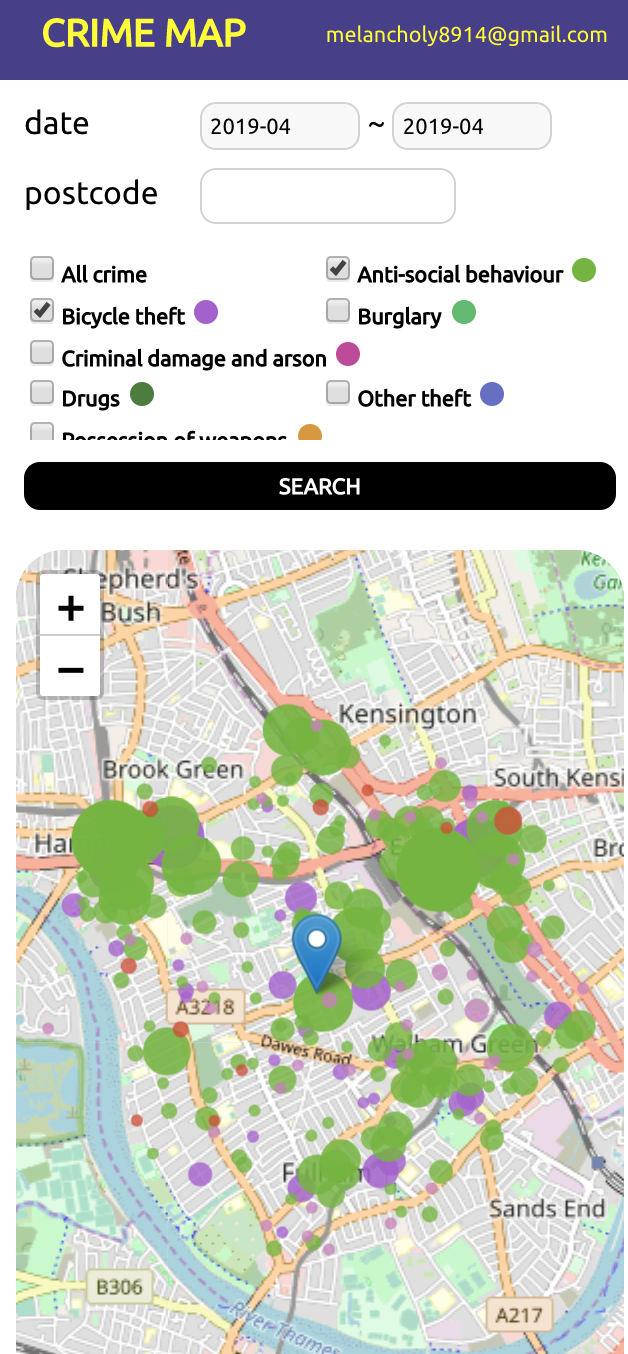 CRIME MAP
melancholy8914@gmail.com
date
2019-04 ~ 2019-04
postcode
All crime
Anti-social behaviour
Bicycle theft
Burglary
Criminal damage and arson
Drugs
Other theft
Possession of weapons
SEARCH
+
−
Shepherd's
Bush
Kensington
Brook Green
South Kensi
Ha
Bro
A3218
Dawes Road
Walham Green
Fulham
Sands End
B306
River Thames
A217